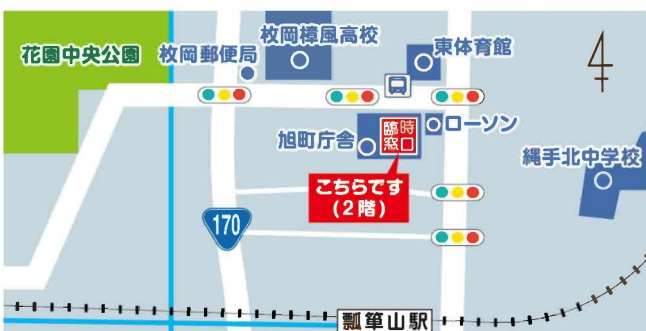 花園中央公園
枚岡郵便局
枚岡樟風高校
東体育館
旭町庁舎
臨時
窓口
ローソン
縄手北中学校
こちらです
(2階)
170
瓢箪山駅